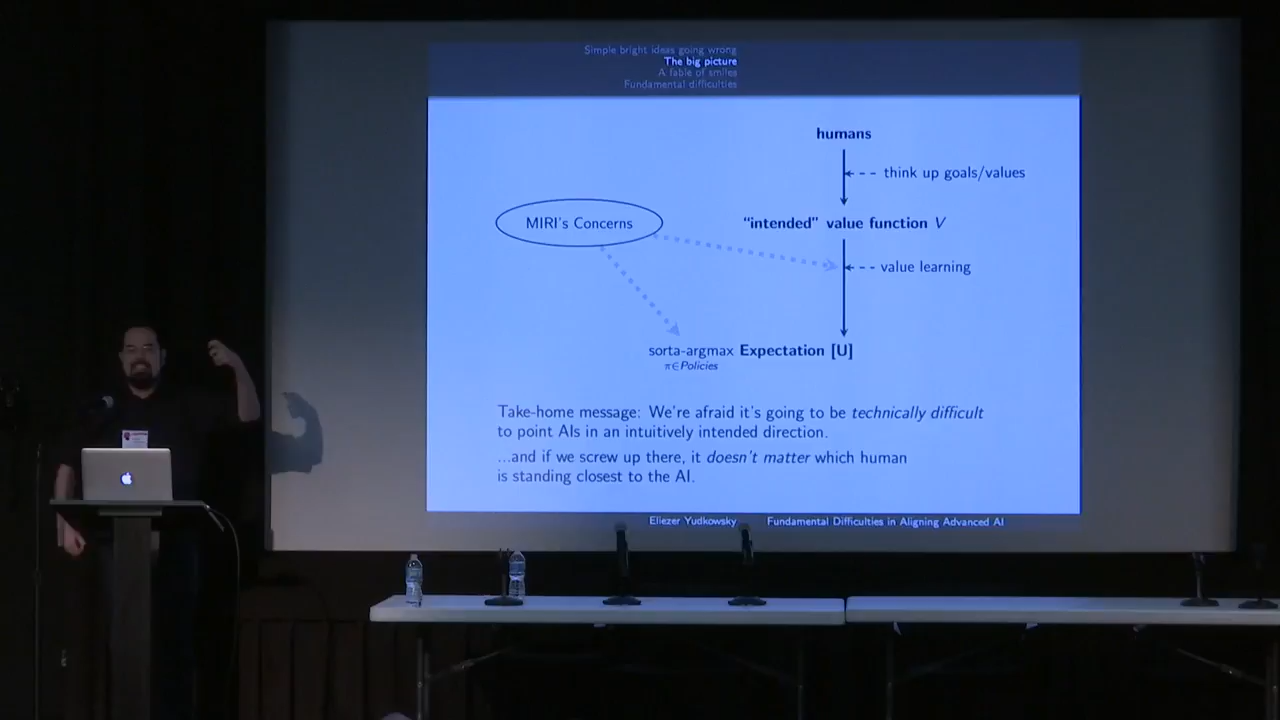 Simple bright ideas going wrong
The big picture
A fable of smiles
Fundamental difficulties
humans
think up goals/values
MIRI's Concerns
“intended” value function V
value learning
sorta-argmax Expectation [U]
π∈Policies
Take-home message: We're afraid it's going to be technically difficult
to point AIs in an intuitively intended direction.
...and if we screw up there, it doesn't matter which human
is standing closest to the AI.
Eliezer Yudkowsky
Fundamental Difficulties in Aligning Advanced AI